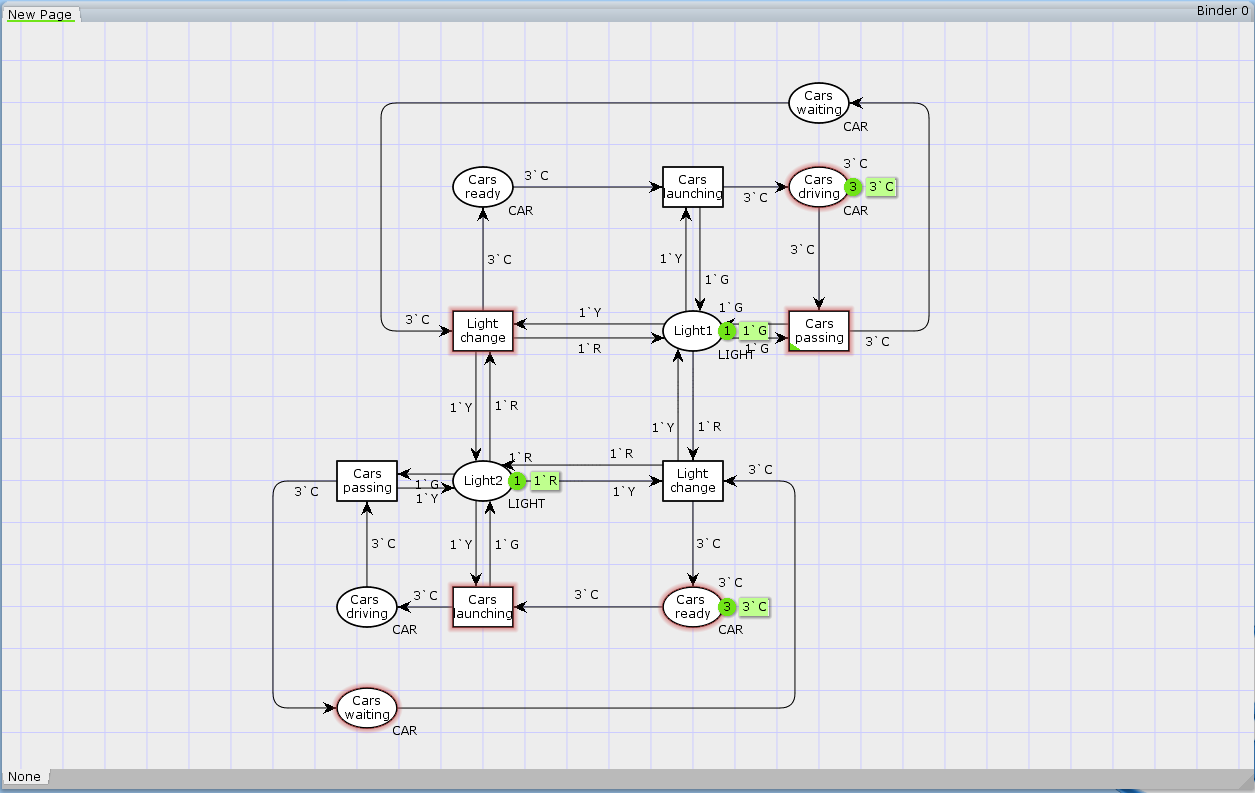 New Page
Binder 0
Cars
waiting
CAR
Cars
ready
CAR
3`C
Cars
launching
3`C
3`C
Cars
driving
3
3`C
CAR
3`C
1`Y
1`G
3`C
3`C
Light
change
1`Y
1`R
Light1
1
1`G
1`G
1`G
LIGHT
Cars
passing
3`C
1`Y
1`R
1`Y
1`R
Cars
passing
3`C
1`G
1`Y
Light2
1
1`R
1`R
LIGHT
1`R
1`Y
Light
change
3`C
3`C
1`Y
1`G
3`C
Cars
driving
CAR
3`C
Cars
launching
3`C
Cars
ready
3`C
3
3`C
CAR
Cars
waiting
CAR
None